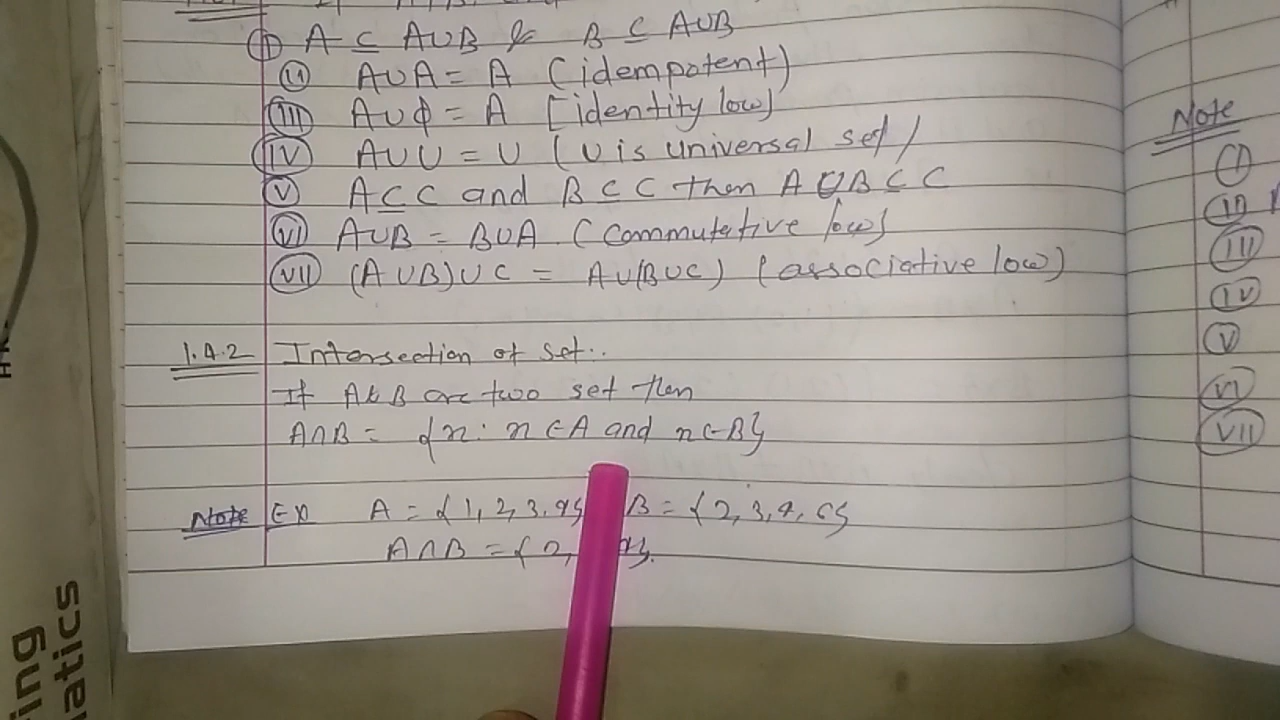 (I) A ⊆ A∪B & B ⊆ A∪B
(II) A∪A = A (idempotent)
(III) A∪ϕ = A [identity low]
(IV) A∪U = U (U is universal set)
(V) A⊆C and B⊂C then A∪B⊂C
(VI) A∪B = B∪A (commutative low)
(VII) (A∪B)∪C = A∪(B∪C) (associative low)
1.4.2 Intersection of set:.
If A & B are two set then
A∩B = {x: x∈A and x∈B}
Note Ex A = {1, 2, 3, 4} B = {2, 3, 4, 6}
A∩B = {2, 4}.
Note
(I)
(II)
(III)
(IV)
(V)
(VI)
(VII)
atics